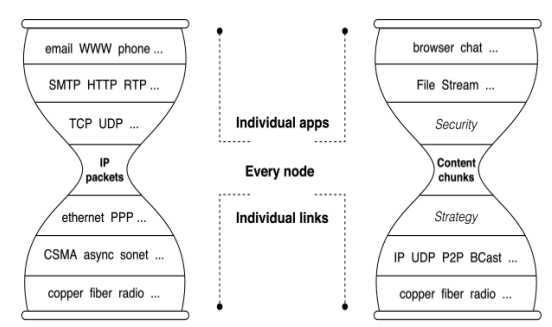 email WWW phone ...
SMTP HTTP RTP ...
TCP UDP ...
IP
packets
ethernet PPP ...
CSMA async sonet ...
copper fiber radio ...
Individual apps
Every node
Individual links
browser chat ...
File Stream ...
Security
Content
chunks
Strategy
IP UDP P2P BCast ...
copper fiber radio ...